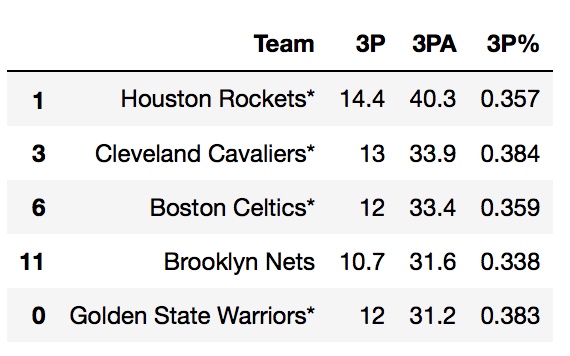 Team 3P 3PA 3P%
1 Houston Rockets* 14.4 40.3 0.357
3 Cleveland Cavaliers* 13 33.9 0.384
6 Boston Celtics* 12 33.4 0.359
11 Brooklyn Nets 10.7 31.6 0.338
0 Golden State Warriors* 12 31.2 0.383